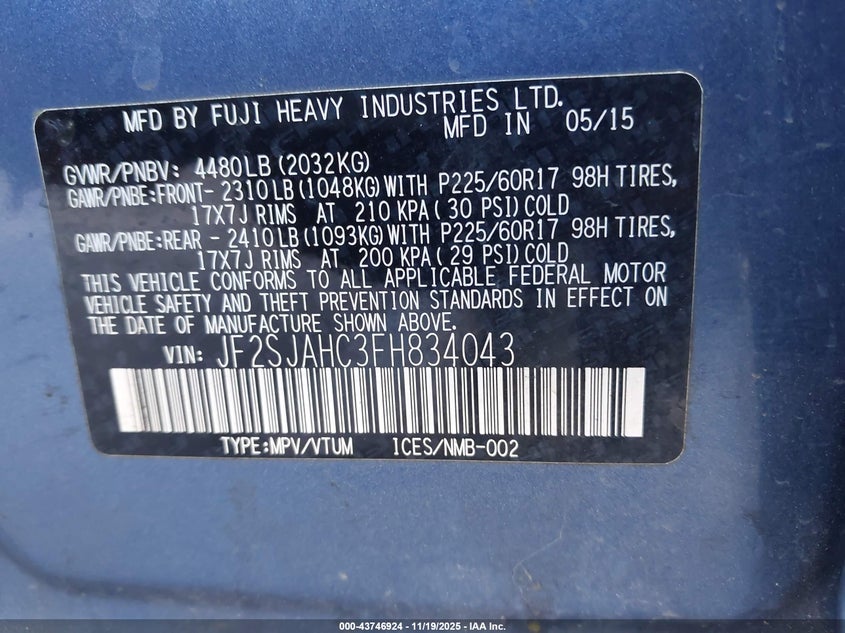 MFD BY FUJI HEAVY INDUSTRIES LTD.
MFD IN 05/15
GVWR/PNBV: 4480LB (2032KG)
GAWR/PNBE:FRONT- 2310LB (1048KG) WITH P225/60R17 98H TIRES,
17X7J RIMS AT 210 KPA ( 30 PSI) COLD
GAWR/PNBE:REAR - 2410LB (1093KG) WITH P225/60R17 98H TIRES,
17X7J RIMS AT 200 KPA ( 29 PSI) COLD
THIS VEHICLE CONFORMS TO ALL APPLICABLE FEDERAL MOTOR
VEHICLE SAFETY AND THEFT PREVENTION STANDARDS IN EFFECT ON
THE DATE OF MANUFACTURE SHOWN ABOVE.
VIN: JF2SJAHC3FH834043
TYPE:MPV/VTUM ICES/NMB-002
000-43746924 - 11/19/2025 - IAA Inc.